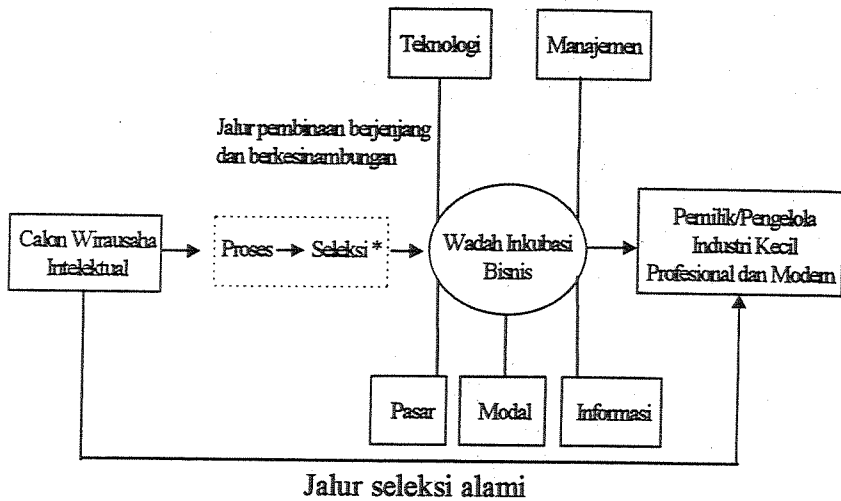 Teknologi
Manajemen
Jalur pembinaan berjenjang
dan berkesinambungan
Calon Wirausaha
Intelektual
Proses
Seleksi *
Wadah Inkubasi
Bisnis
Pemilik/Pengelola
Industri Kecil
Profesional dan Modern
Pasar
Modal
Informasi
Jalur seleksi alami